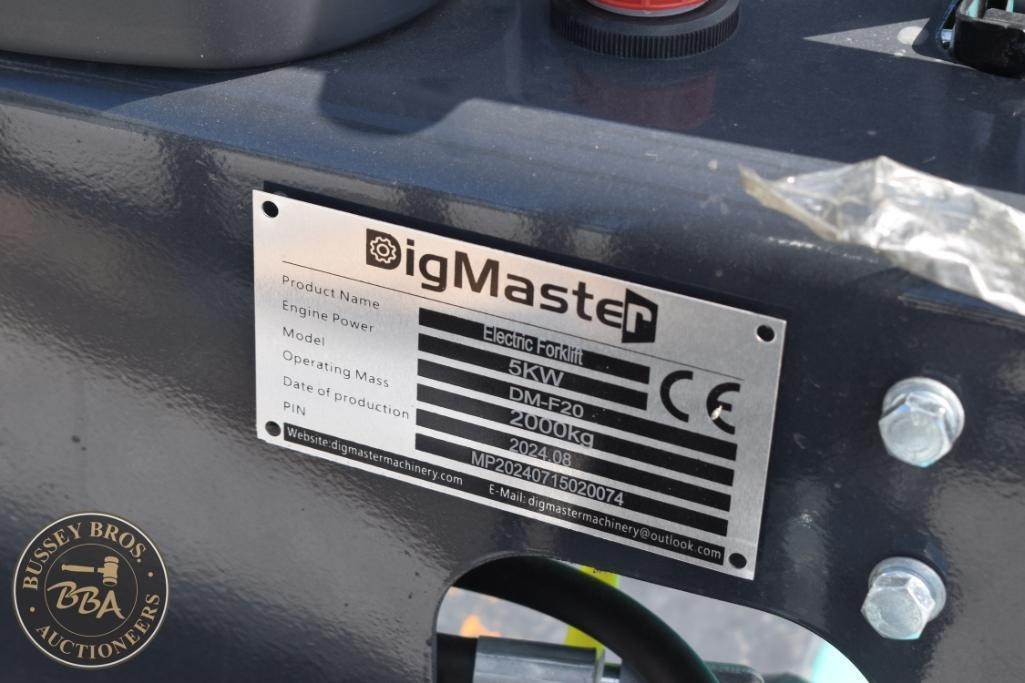 DigMaster
Product Name Electric Forklift
Engine Power 5KW
Model DM-F20
Operating Mass 2000kg
Date of production 2024.08
PIN MP20240715020074
CE
Website:digmastermachinery.com E-Mail: digmastermachinery@outlook.com
BUSSEY BROS.
BBA
AUCTIONEERS